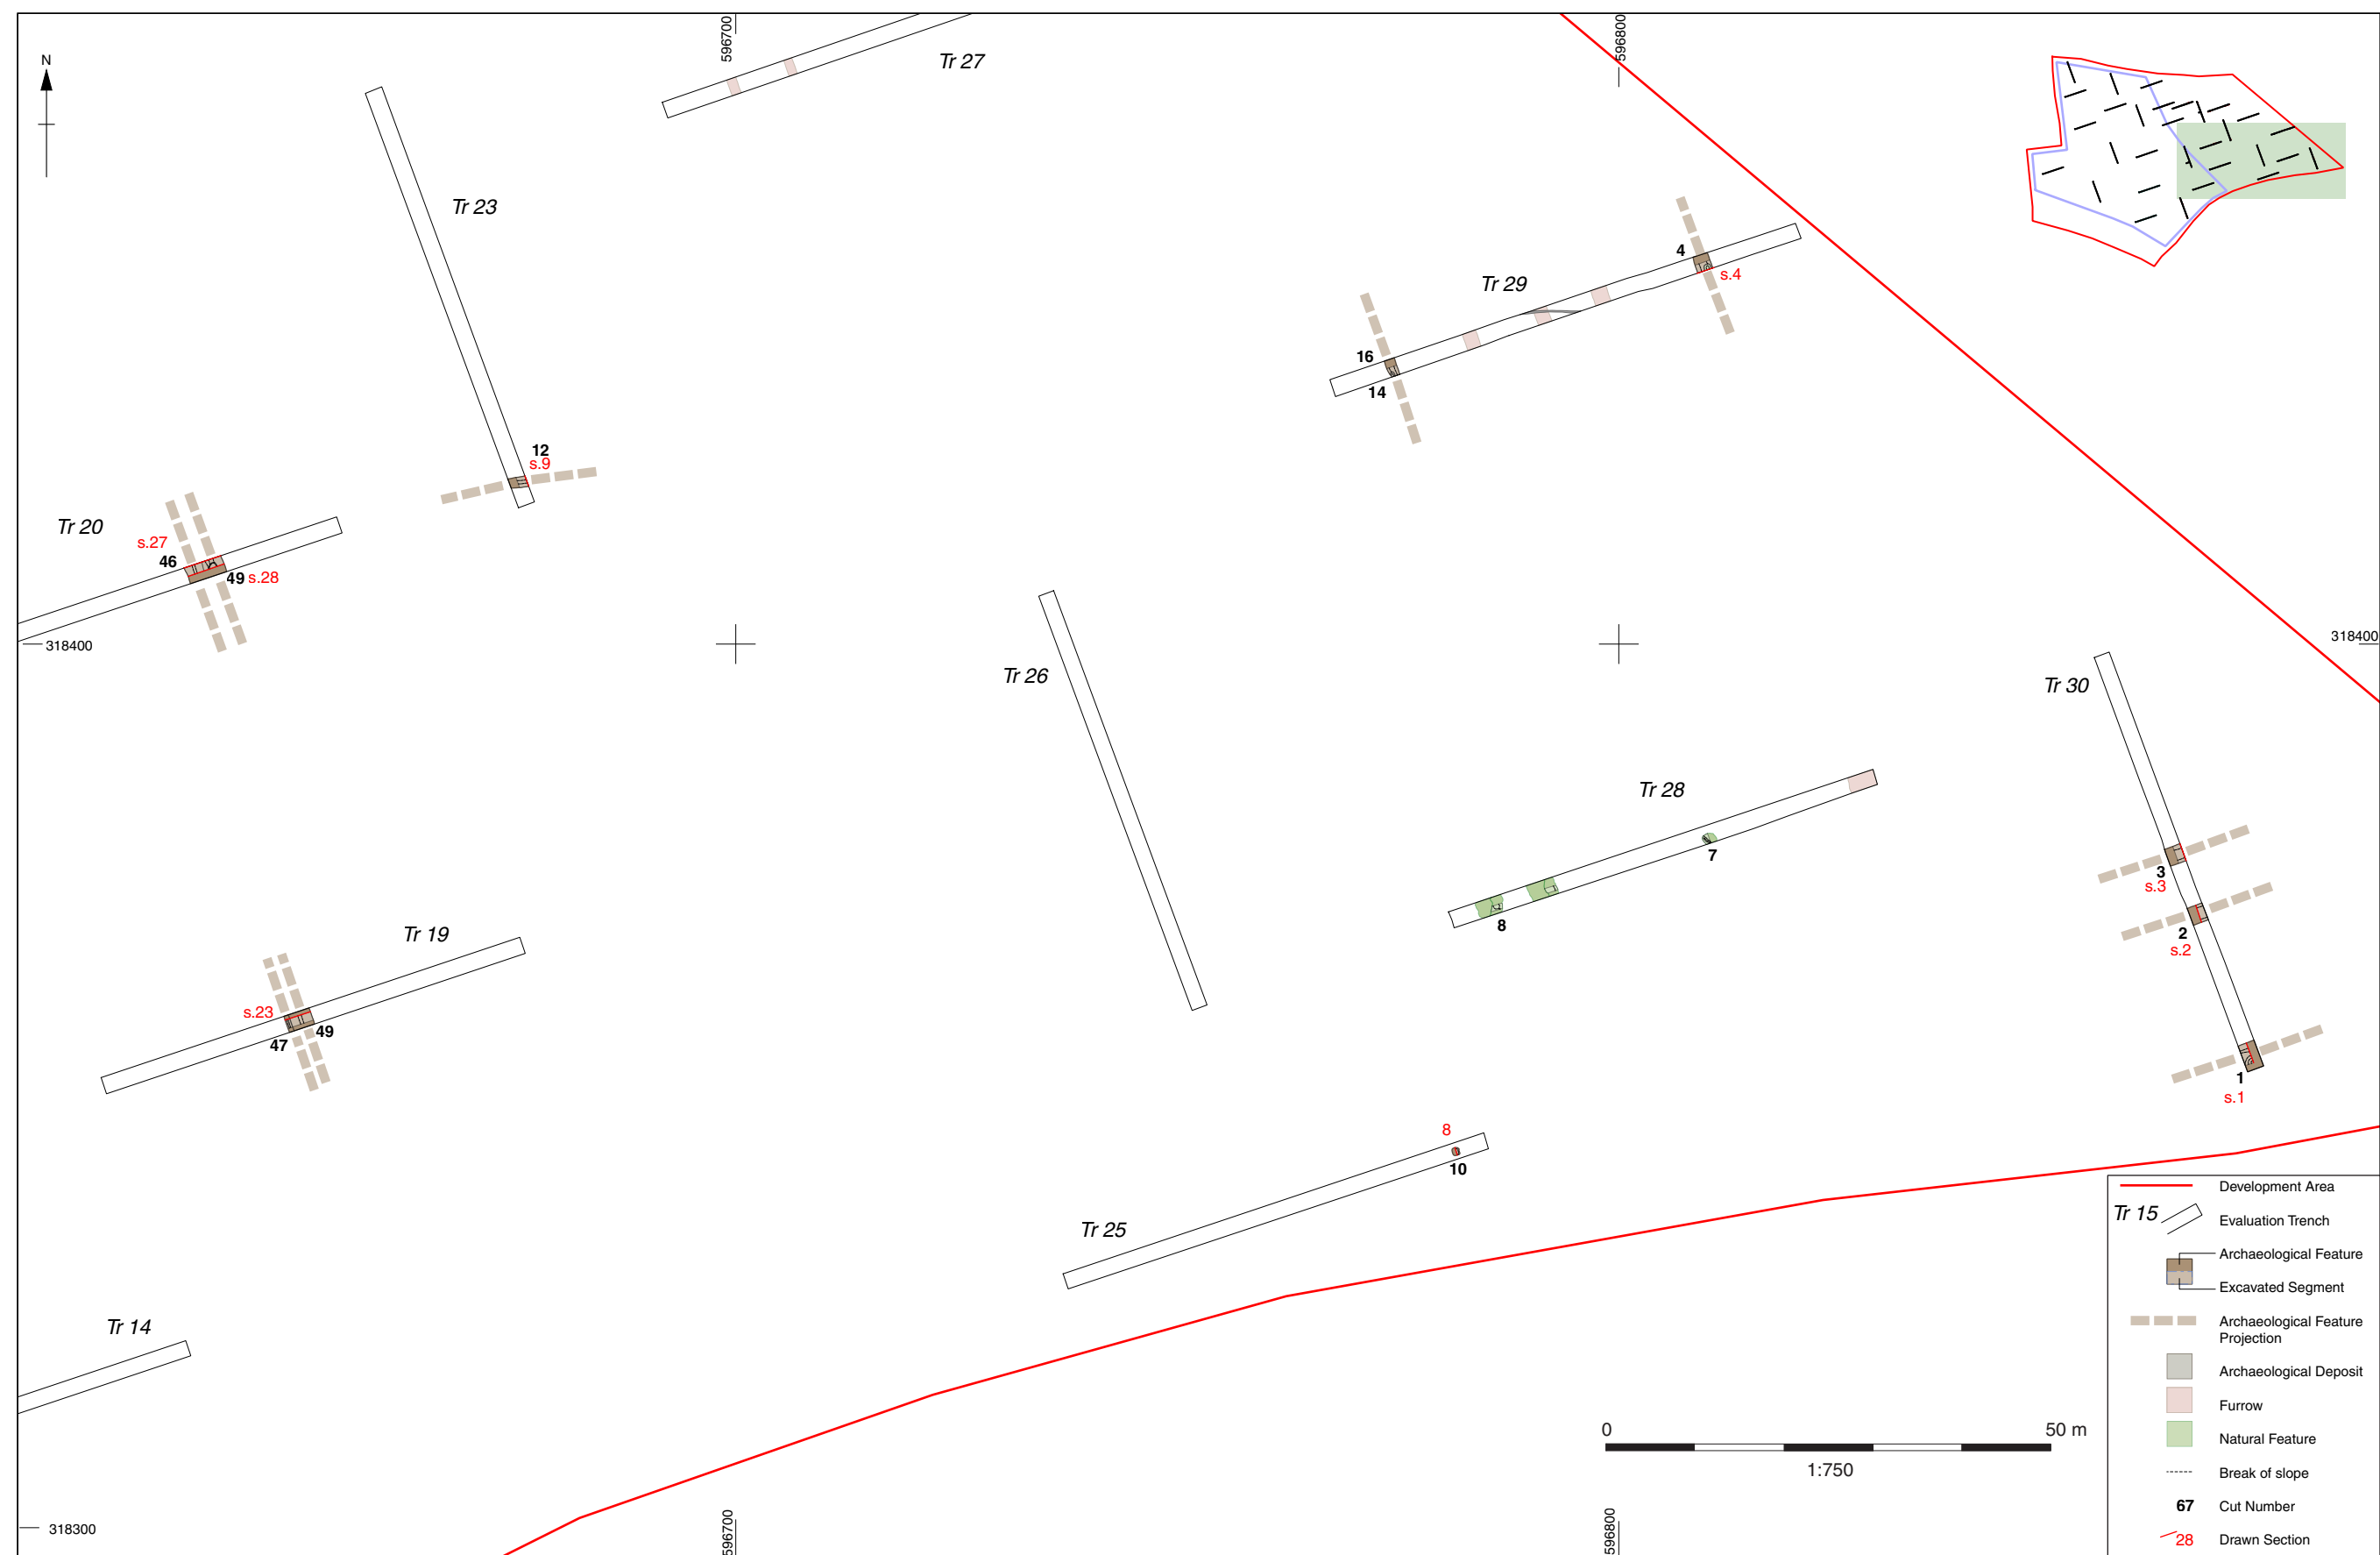 596700
596800
N
Tr 27
Tr 23
4
s.4
Tr 29
16
14
12
s.9
Tr 20
s.27
46
49 s.28
318400
318400
Tr 26
Tr 30
Tr 28
7
8
3
s.3
2
s.2
Tr 19
s.23
49
47
1
s.1
8
10
Tr 25
Tr 14
0
50 m
1:750
318300
596700
596800
Development Area
Tr 15
Evaluation Trench
Archaeological Feature
Excavated Segment
Archaeological Feature
Projection
Archaeological Deposit
Furrow
Natural Feature
Break of slope
67
Cut Number
28
Drawn Section